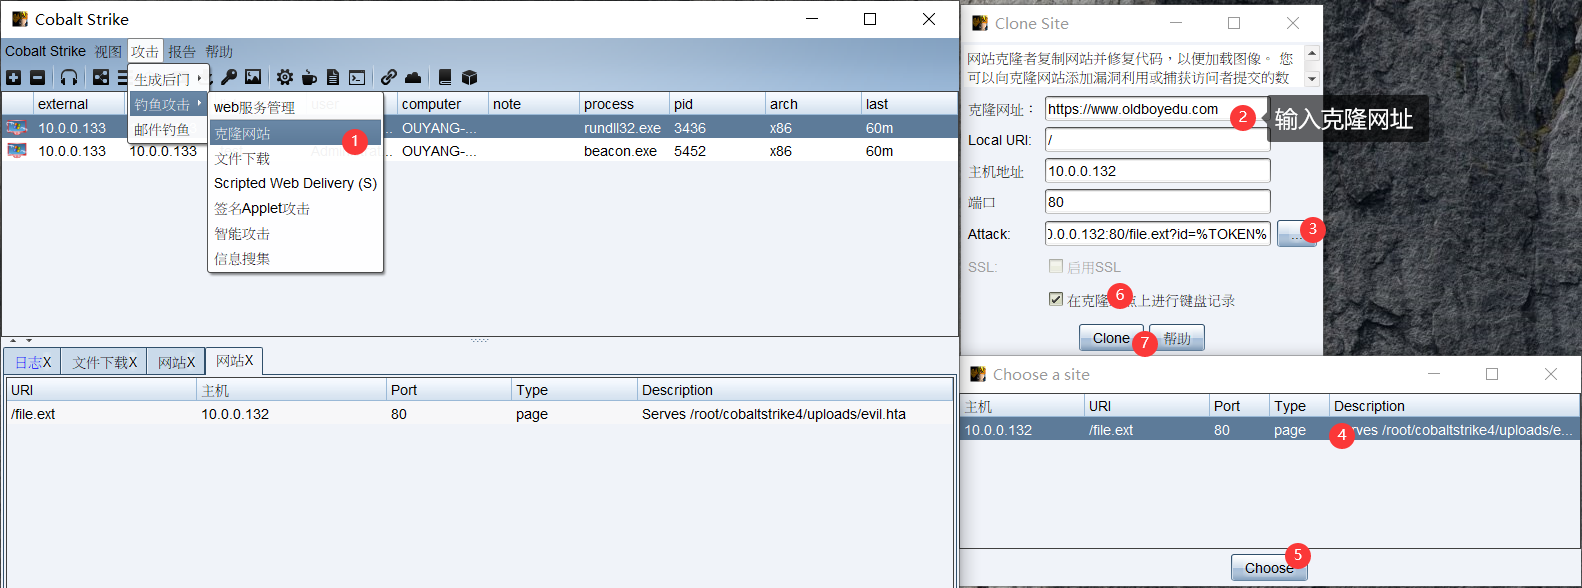 Cobalt Strike
Cobalt Strike 视图 攻击 报告 帮助
生成后门
钓鱼攻击
邮件钓鱼
web服务管理
克隆网站
1
文件下载
Scripted Web Delivery (S)
签名Applet攻击
智能攻击
信息搜集
external user computer note process pid arch last
10.0.0.133 OUYANG-... rundll32.exe 3436 x86 60m
10.0.0.133 10.0.0.133 OUYANG-... beacon.exe 5452 x86 60m
日志X 文件下载X 网站X 网站X
URI 主机 Port Type Description
/file.ext 10.0.0.132 80 page Serves /root/cobaltstrike4/uploads/evil.hta
Clone Site
网站克隆者复制网站并修复代码，以便加载图像。 您
可以向克隆网站添加漏洞利用或捕获访问者提交的数
克隆网址： https://www.oldboyedu.com 2 输入克隆网址
Local URI: /
主机地址 10.0.0.132
端口 80
Attack: 0.0.0.132:80/file.ext?id=%TOKEN% ... 3
SSL: 启用SSL
在克隆 6 点上进行键盘记录
Clone 7 帮助
Choose a site
主机 URI Port Type Description
10.0.0.132 /file.ext 80 page 4 erves /root/cobaltstrike4/uploads/e...
Choose 5